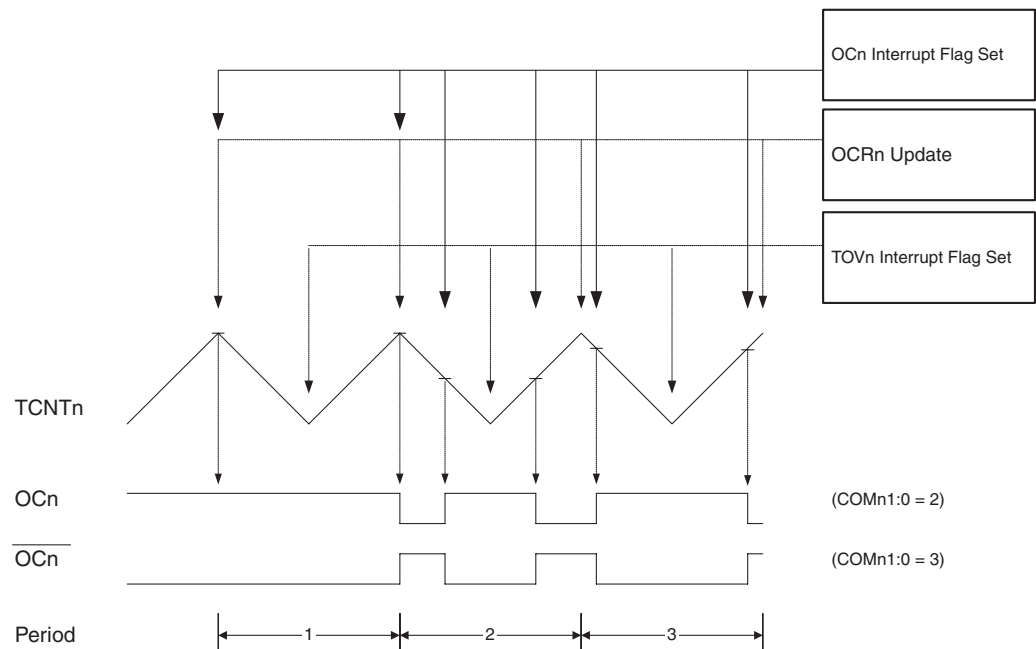 OCn Interrupt Flag Set
OCRn Update
TOVn Interrupt Flag Set
TCNTn
OCn
(COMn1:0 = 2)
OCn
(COMn1:0 = 3)
Period
1
2
3